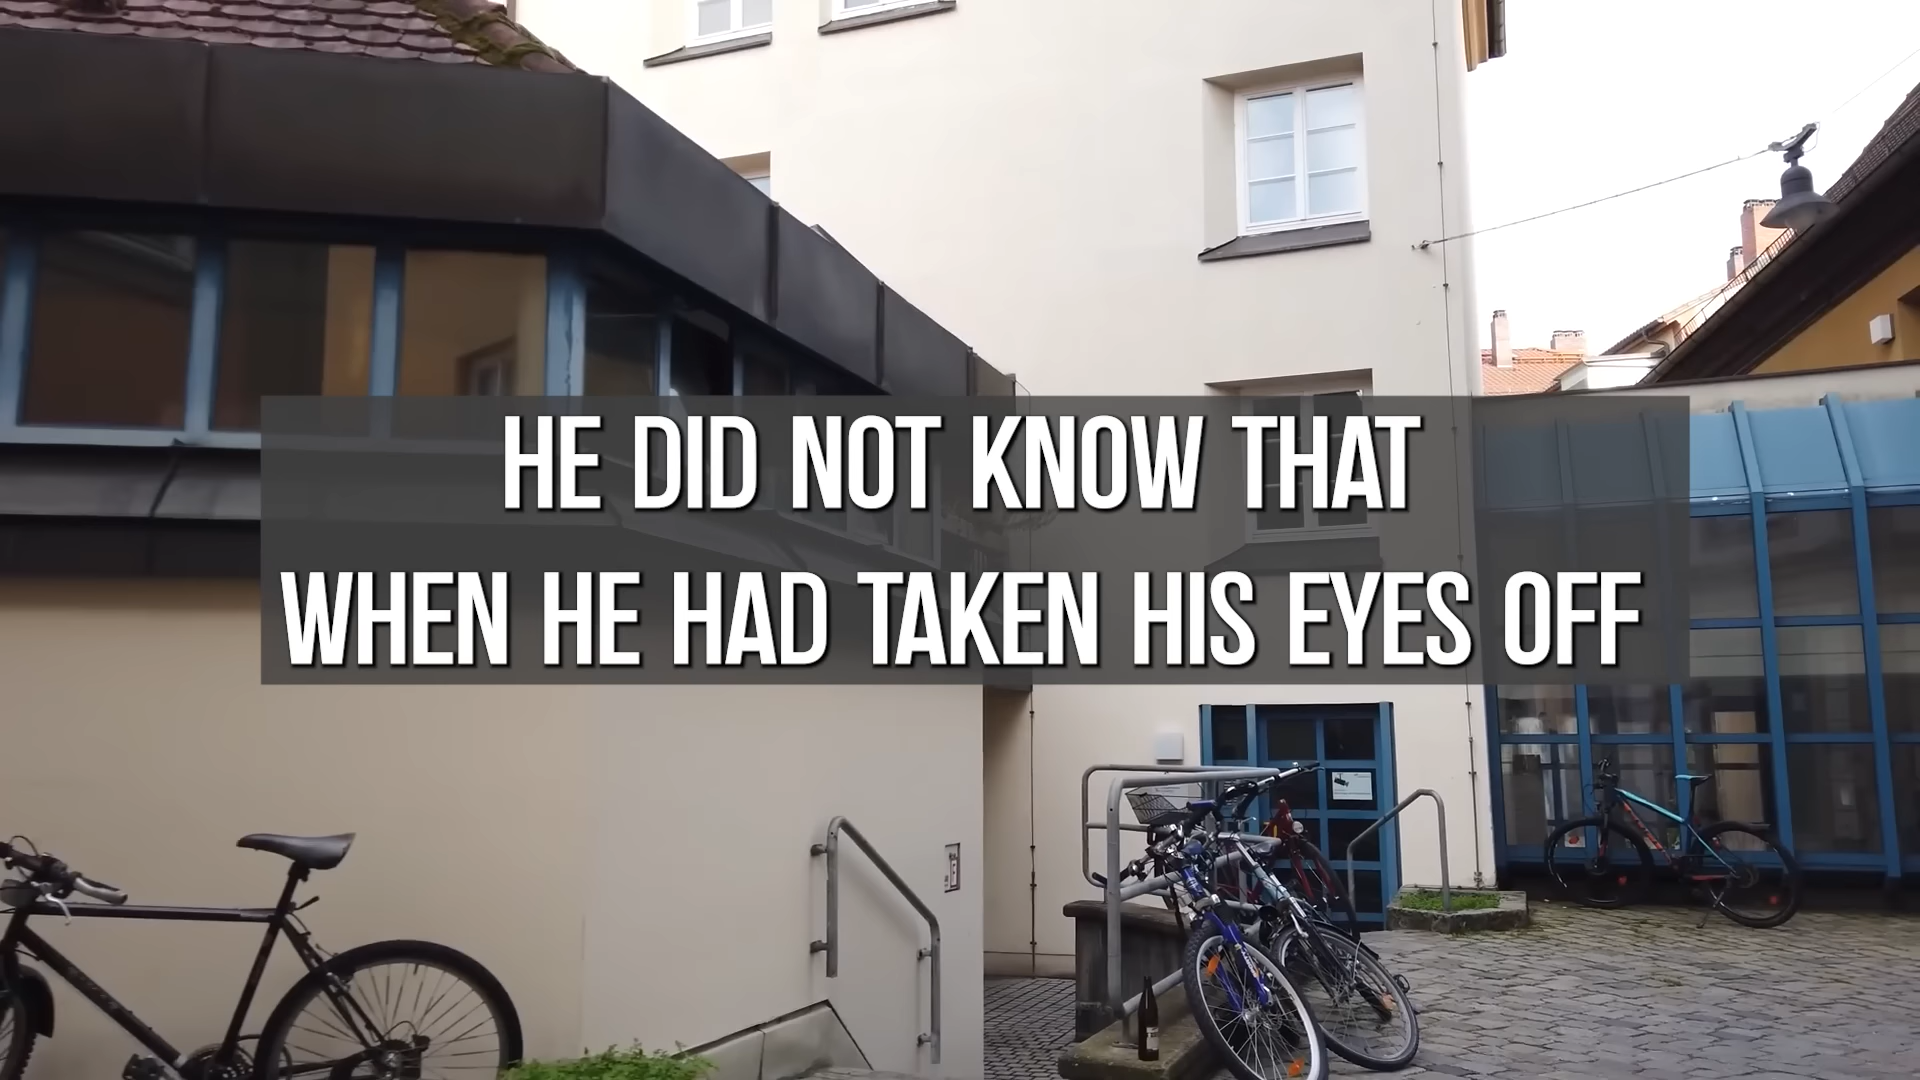 HE DID NOT KNOW THAT
WHEN HE HAD TAKEN HIS EYES OFF